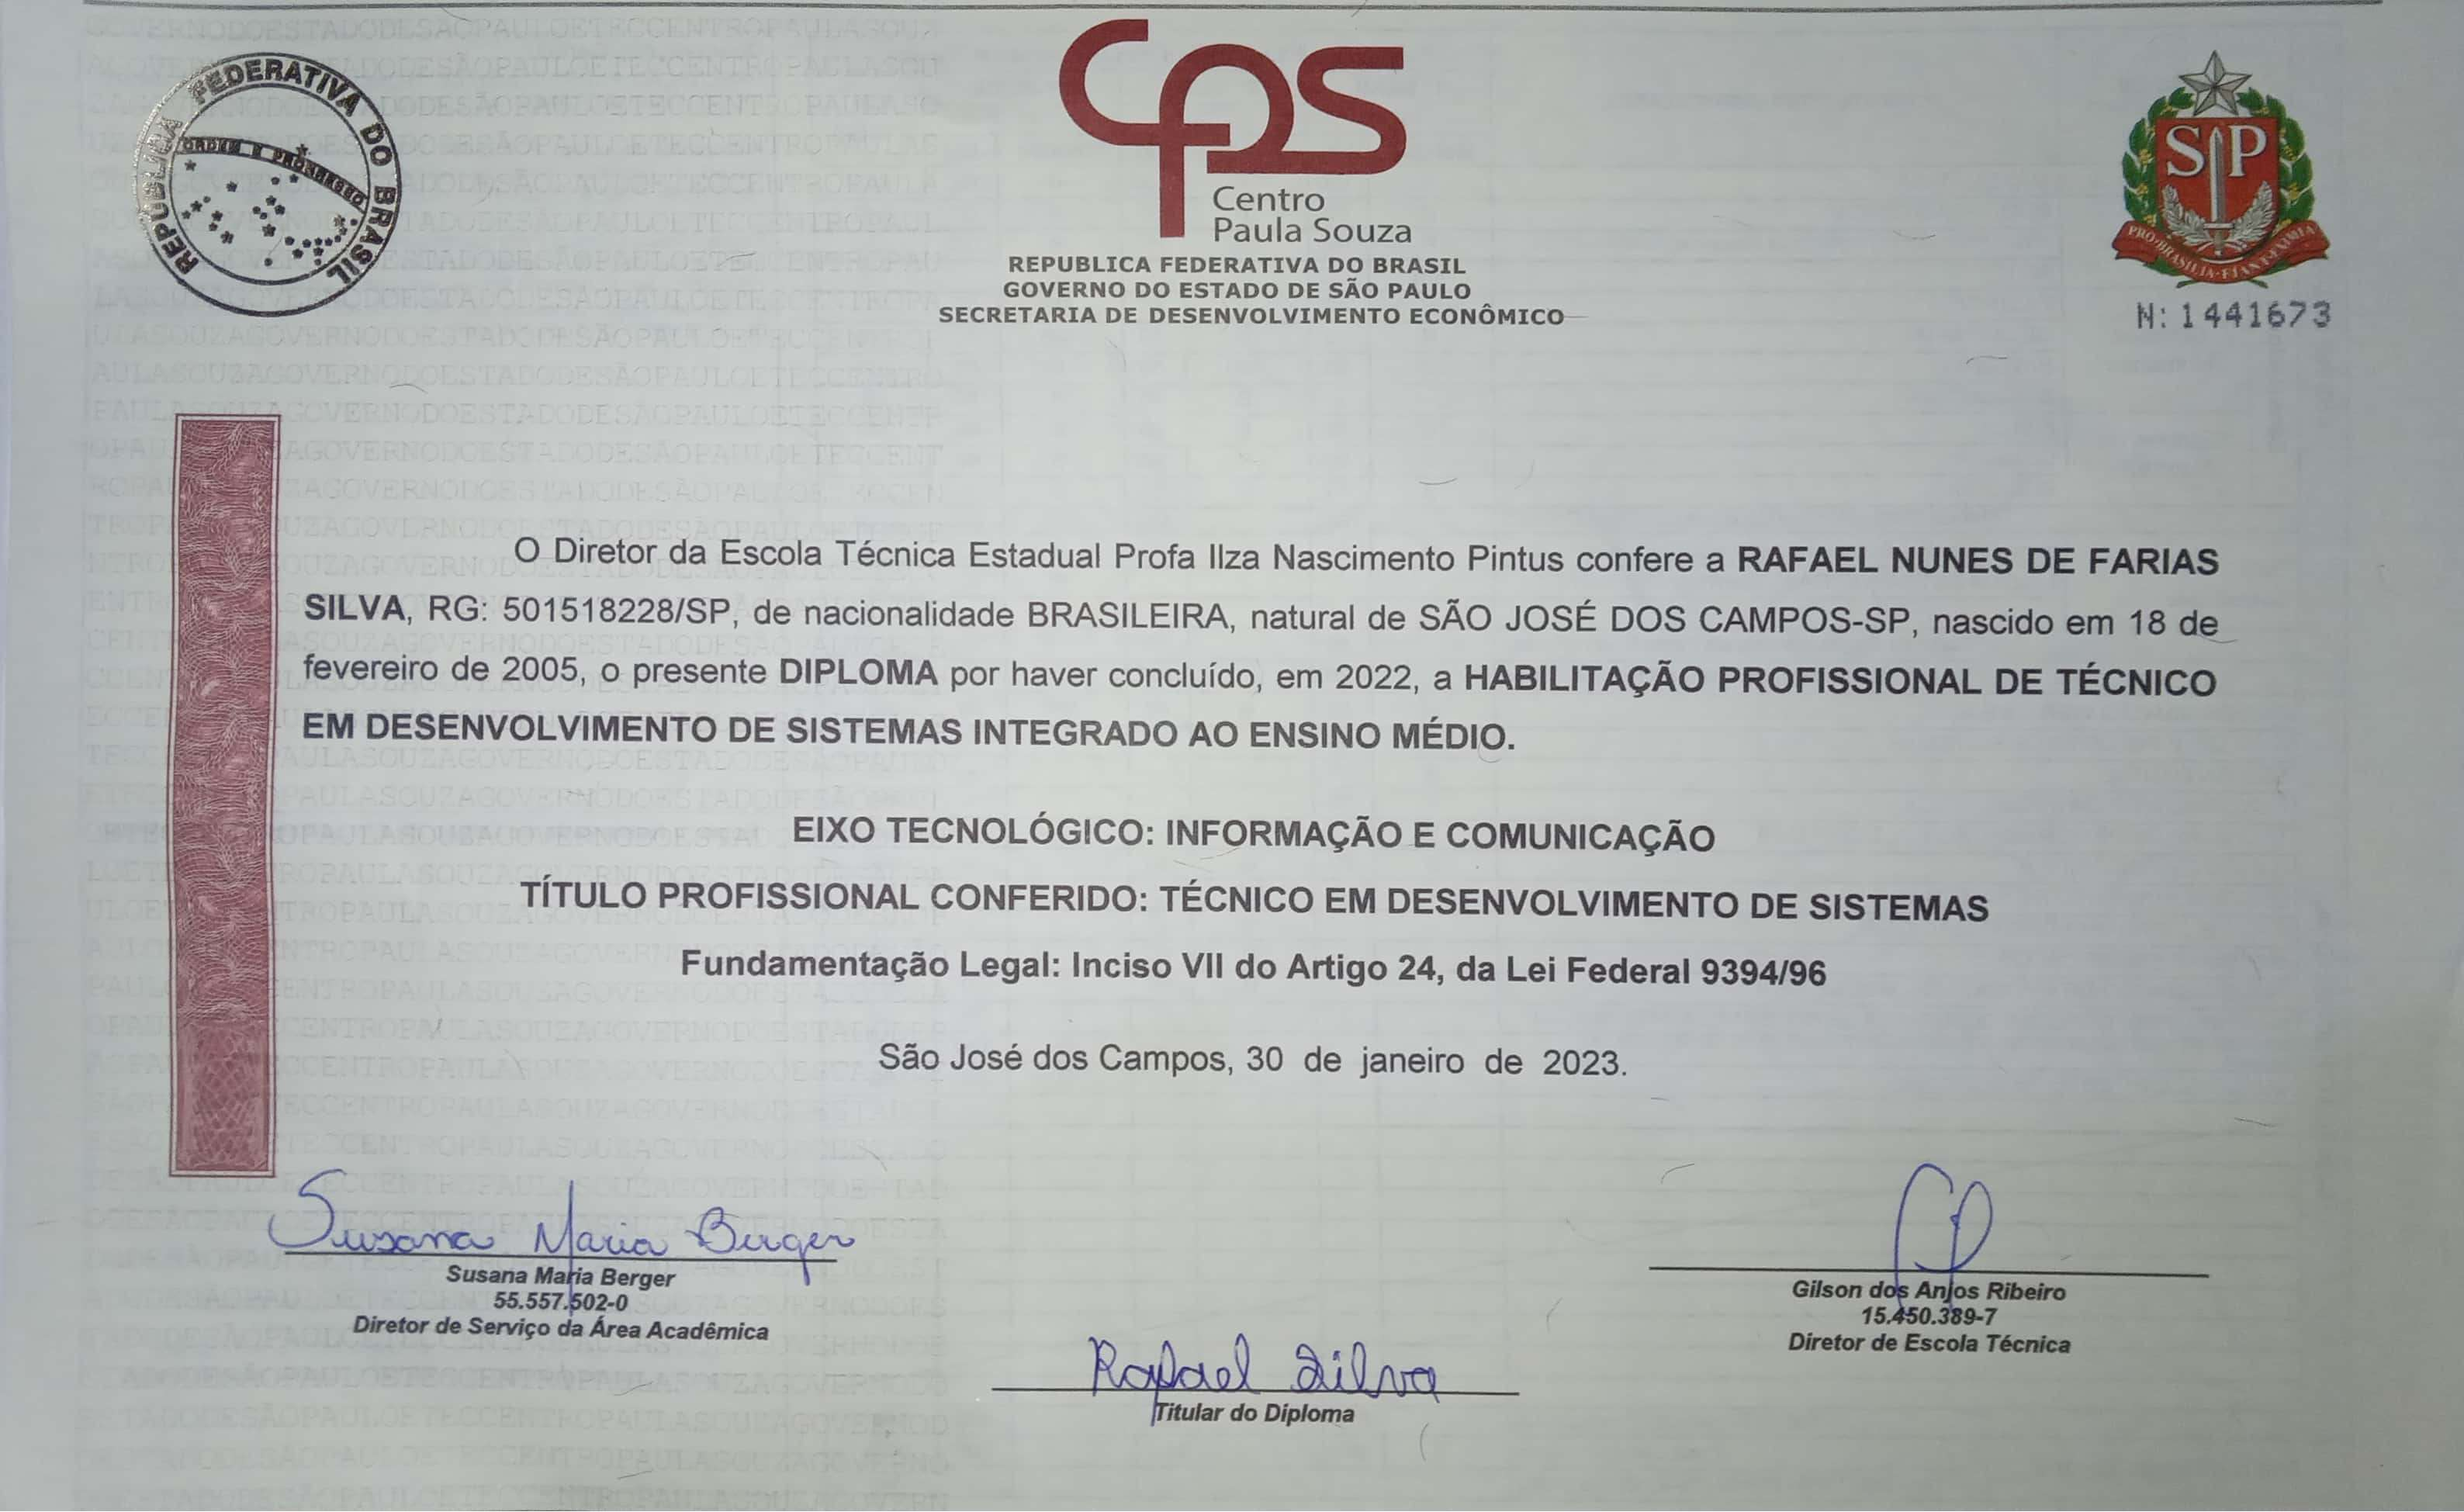 REPÚBLICA FEDERATIVA DO BRASIL
ORDEM E PROGRESSO
CPS
Centro
Paula Souza
REPUBLICA FEDERATIVA DO BRASIL
GOVERNO DO ESTADO DE SÃO PAULO
SECRETARIA DE DESENVOLVIMENTO ECONÔMICO
SP
PRO·BRASILIA·FIANT·EXIMIA
N: 1441673
O Diretor da Escola Técnica Estadual Profa Ilza Nascimento Pintus confere a RAFAEL NUNES DE FARIAS
SILVA, RG: 501518228/SP, de nacionalidade BRASILEIRA, natural de SÃO JOSÉ DOS CAMPOS-SP, nascido em 18 de
fevereiro de 2005, o presente DIPLOMA por haver concluído, em 2022, a HABILITAÇÃO PROFISSIONAL DE TÉCNICO
EM DESENVOLVIMENTO DE SISTEMAS INTEGRADO AO ENSINO MÉDIO.
EIXO TECNOLÓGICO: INFORMAÇÃO E COMUNICAÇÃO
TÍTULO PROFISSIONAL CONFERIDO: TÉCNICO EM DESENVOLVIMENTO DE SISTEMAS
Fundamentação Legal: Inciso VII do Artigo 24, da Lei Federal 9394/96
São José dos Campos, 30 de janeiro de 2023.
Susana Maria Berger
Susana Maria Berger
55.557.502-0
Diretor de Serviço da Área Acadêmica
Gilson dos Anjos Ribeiro
15.450.389-7
Diretor de Escola Técnica
Rafael Silva
Titular do Diploma